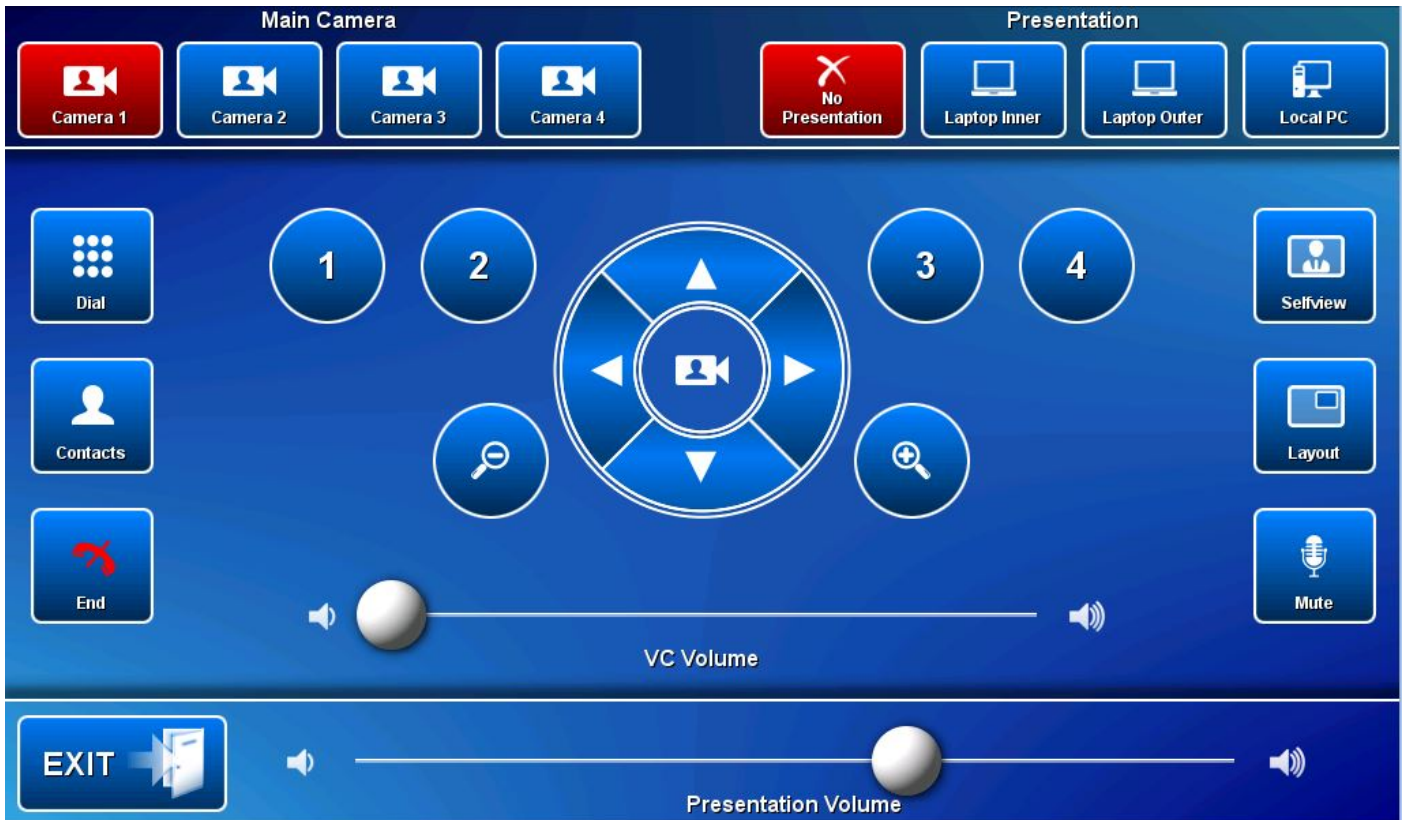 Main Camera
Presentation
Camera 1
Camera 2
Camera 3
Camera 4
No
Presentation
Laptop Inner
Laptop Outer
Local PC
Dial
1
2
3
4
Selfview
Contacts
Layout
End
Mute
VC Volume
EXIT
Presentation Volume